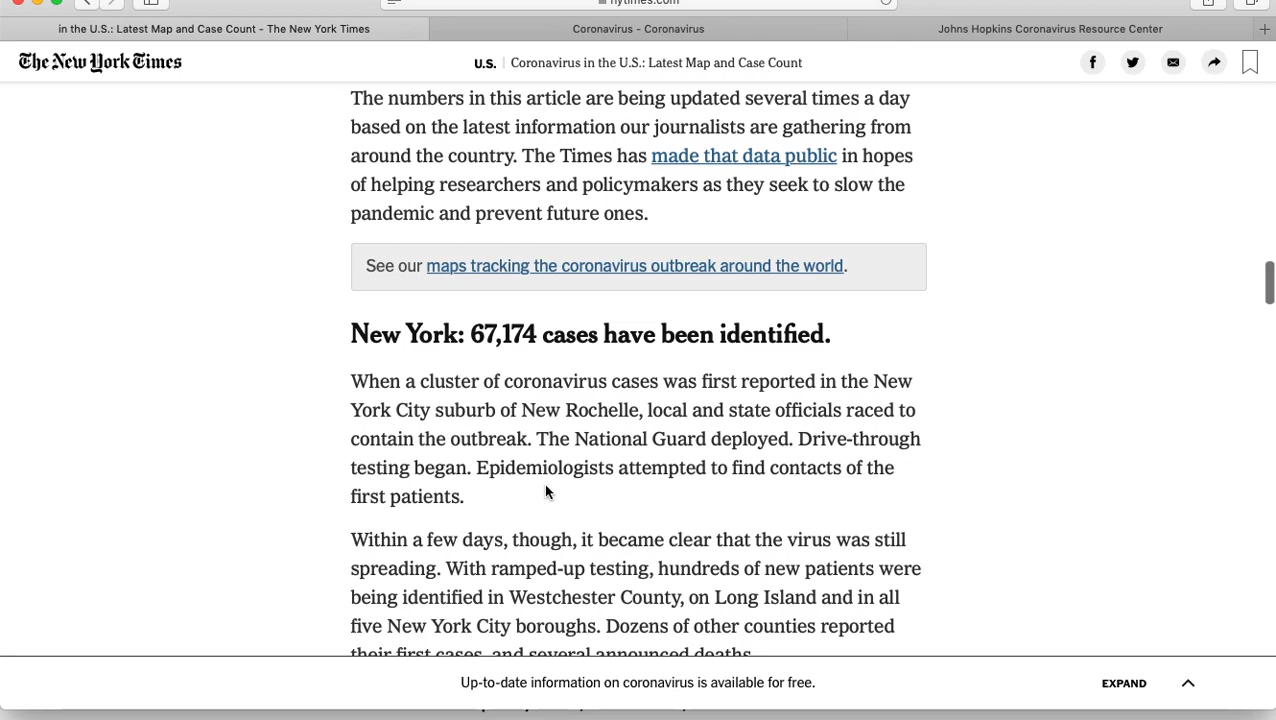 nytimes.com
in the U.S.: Latest Map and Case Count - The New York Times
Coronavirus - Coronavirus
Johns Hopkins Coronavirus Resource Center
The New York Times
U.S. | Coronavirus in the U.S.: Latest Map and Case Count
The numbers in this article are being updated several times a day
based on the latest information our journalists are gathering from
around the country. The Times has made that data public in hopes
of helping researchers and policymakers as they seek to slow the
pandemic and prevent future ones.
See our maps tracking the coronavirus outbreak around the world.
New York: 67,174 cases have been identified.
When a cluster of coronavirus cases was first reported in the New
York City suburb of New Rochelle, local and state officials raced to
contain the outbreak. The National Guard deployed. Drive-through
testing began. Epidemiologists attempted to find contacts of the
first patients.
Within a few days, though, it became clear that the virus was still
spreading. With ramped-up testing, hundreds of new patients were
being identified in Westchester County, on Long Island and in all
five New York City boroughs. Dozens of other counties reported
their first cases, and several announced deaths.
Up-to-date information on coronavirus is available for free.
EXPAND